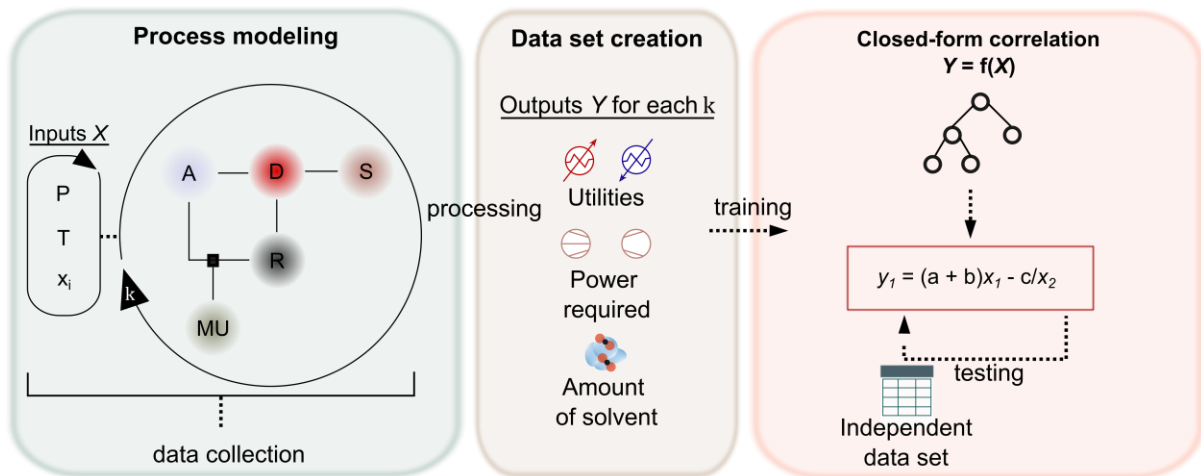 Process modeling
Inputs X
P
T
xi
k
A
D
S
R
MU
data collection
processing
Data set creation
Outputs Y for each k
Utilities
Power
required
Amount
of solvent
training
Closed-form correlation
Y = f(X)
y1 = (a + b)x1 - c/x2
testing
Independent
data set